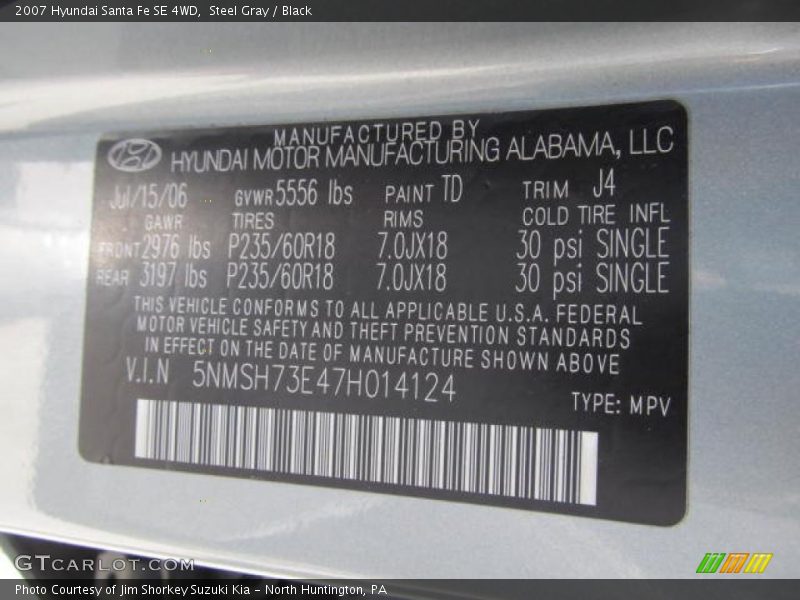 2007 Hyundai Santa Fe SE 4WD, Steel Gray / Black
MANUFACTURED BY
HYUNDAI MOTOR MANUFACTURING ALABAMA, LLC
Jul/15/06 GVWR 5556 lbs PAINT TD TRIM J4
GAWR TIRES RIMS COLD TIRE INFL
FRONT 2976 lbs P235/60R18 7.0JX18 30 psi SINGLE
REAR 3197 lbs P235/60R18 7.0JX18 30 psi SINGLE
THIS VEHICLE CONFORMS TO ALL APPLICABLE U.S.A. FEDERAL
MOTOR VEHICLE SAFETY AND THEFT PREVENTION STANDARDS
IN EFFECT ON THE DATE OF MANUFACTURE SHOWN ABOVE
V.I.N 5NMSH73E47H014124
TYPE: MPV
GTCARLOT.COM
Photo Courtesy of Jim Shorkey Suzuki Kia - North Huntington, PA